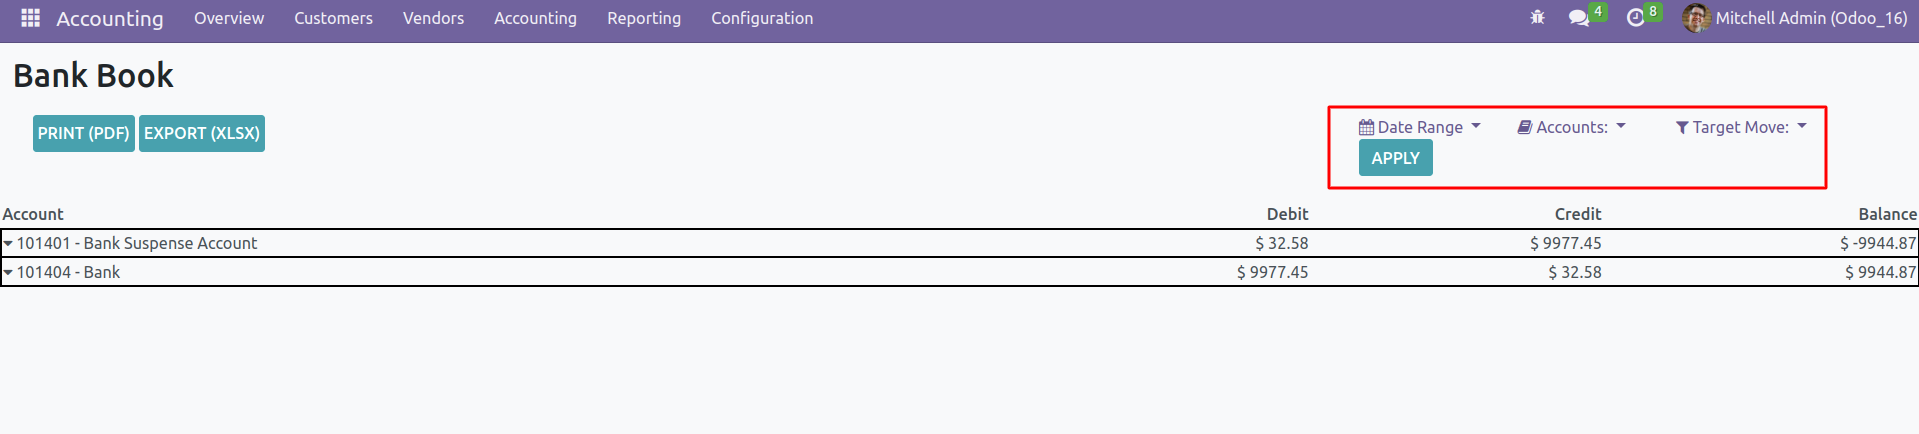 Accounting Overview Customers Vendors Accounting Reporting Configuration 4 8 Mitchell Admin (Odoo_16)
Bank Book
PRINT (PDF) EXPORT (XLSX) Date Range Accounts: Target Move:
APPLY
Account Debit Credit Balance
101401 - Bank Suspense Account $ 32.58 $ 9977.45 $ -9944.87
101404 - Bank $ 9977.45 $ 32.58 $ 9944.87